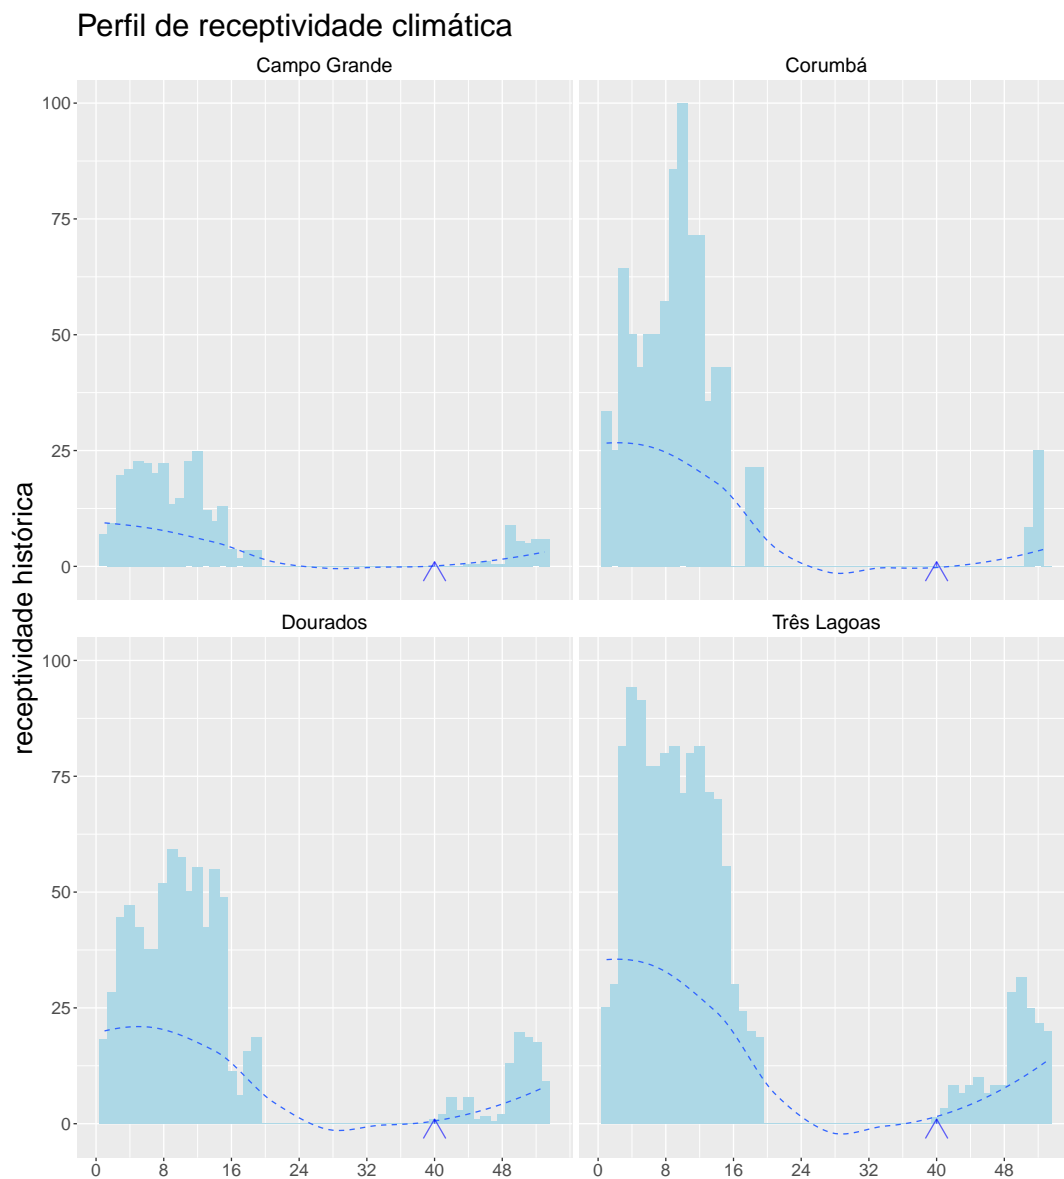 Perfil de receptividade climática
Campo Grande
Corumbá
100
75
50
25
0
receptividade histórica
Dourados
Três Lagoas
100
75
50
25
0
0 8 16 24 32 40 48
0 8 16 24 32 40 48